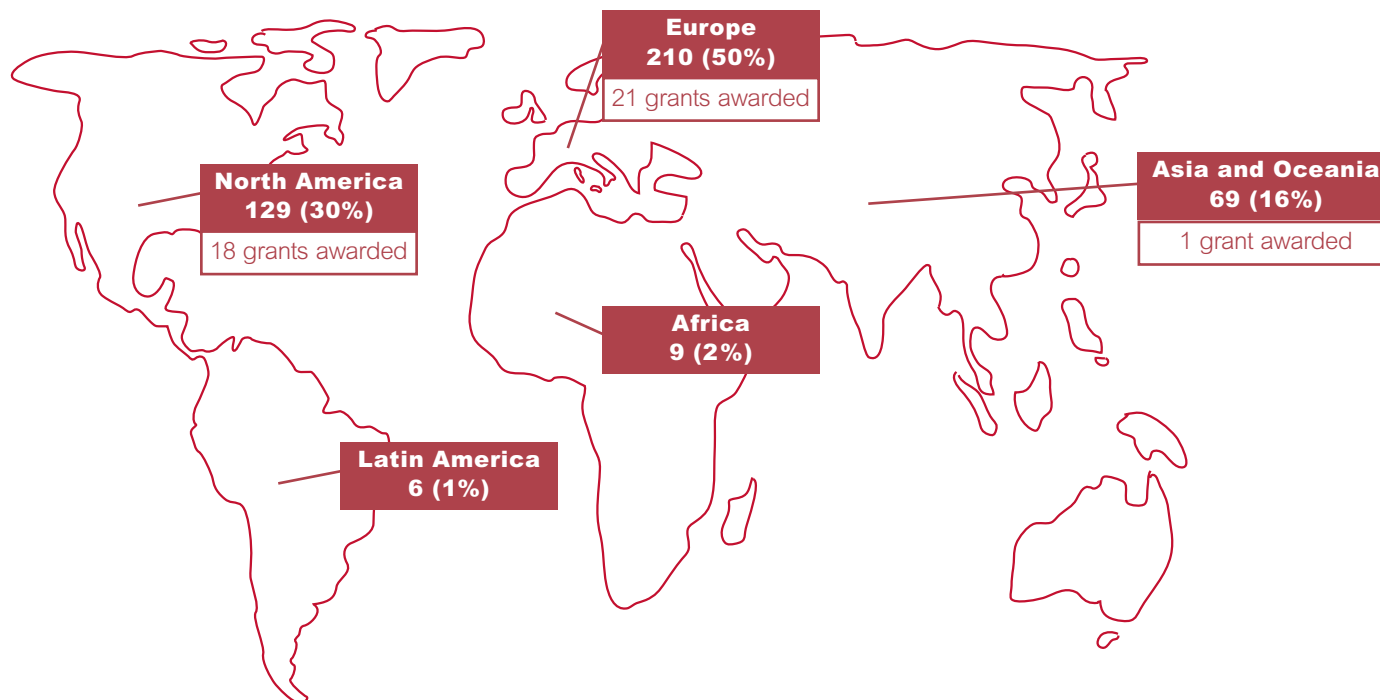 Europe
210 (50%)
21 grants awarded
North America
129 (30%)
18 grants awarded
Asia and Oceania
69 (16%)
1 grant awarded
Africa
9 (2%)
Latin America
6 (1%)